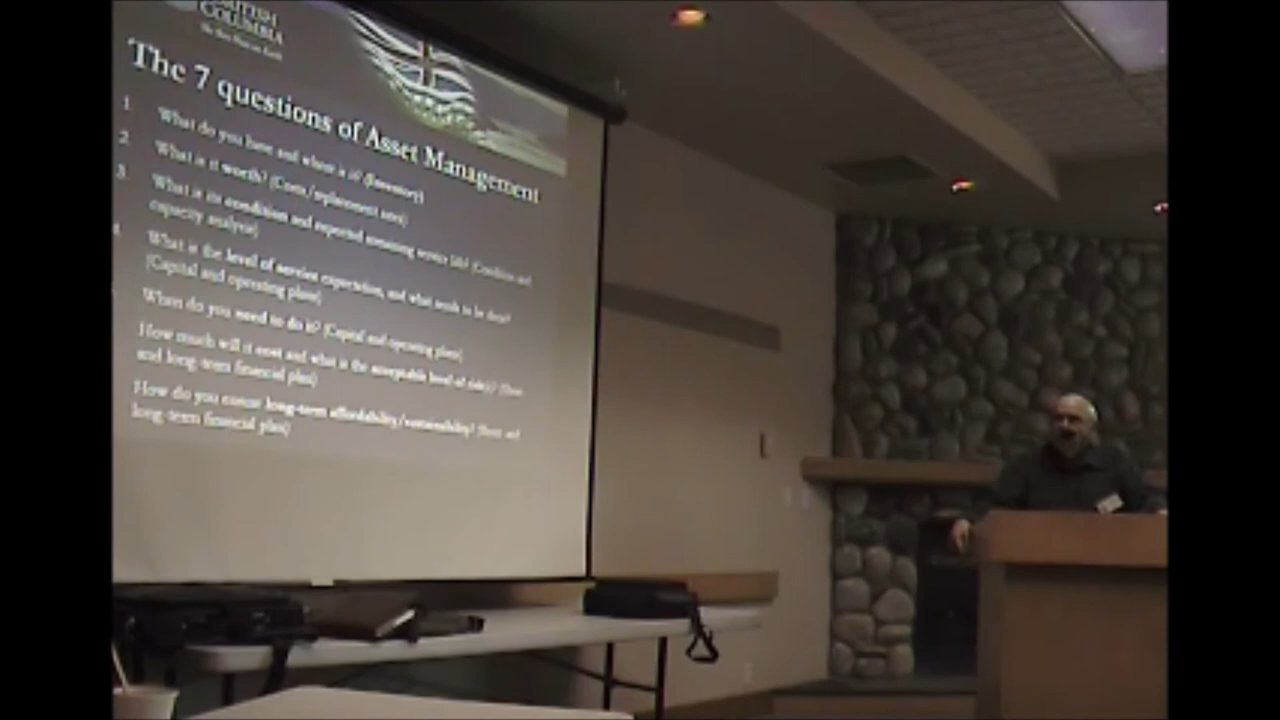 BRITISH
COLUMBIA
The Best Place on Earth
The 7 questions of Asset Management
1. What do you have and where is it? (Inventory)
2. What is it worth? (Costs/replacement rates)
3. What is its condition and expected remaining service life? (Condition and
capacity analysis)
What is the level of service expectation, and what needs to be done?
(Capital and operating plans)
When do you need to do it? (Capital and operating plans)
How much will it cost and what is the acceptable level of risk(s)? (Short
and long-term financial plan)
How do you ensure long-term affordability/sustainability? (Short and
long-term financial plan)